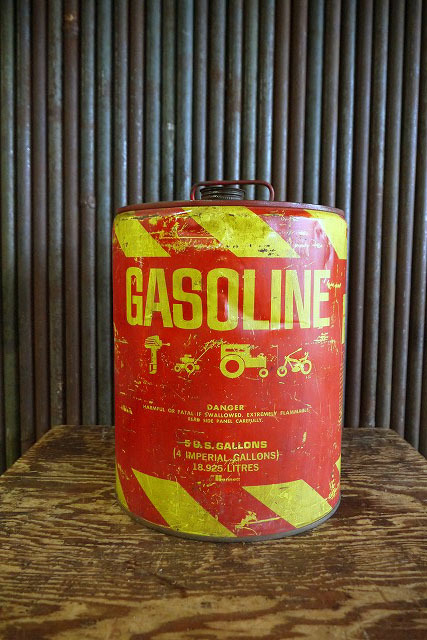 GASOLINE
DANGER
HARMFUL OR FATAL IF SWALLOWED. EXTREMELY FLAMMABLE.
READ SIDE PANEL CAREFULLY.
5 U.S. GALLONS
(4 IMPERIAL GALLONS)
18.925 LITRES
Bennett